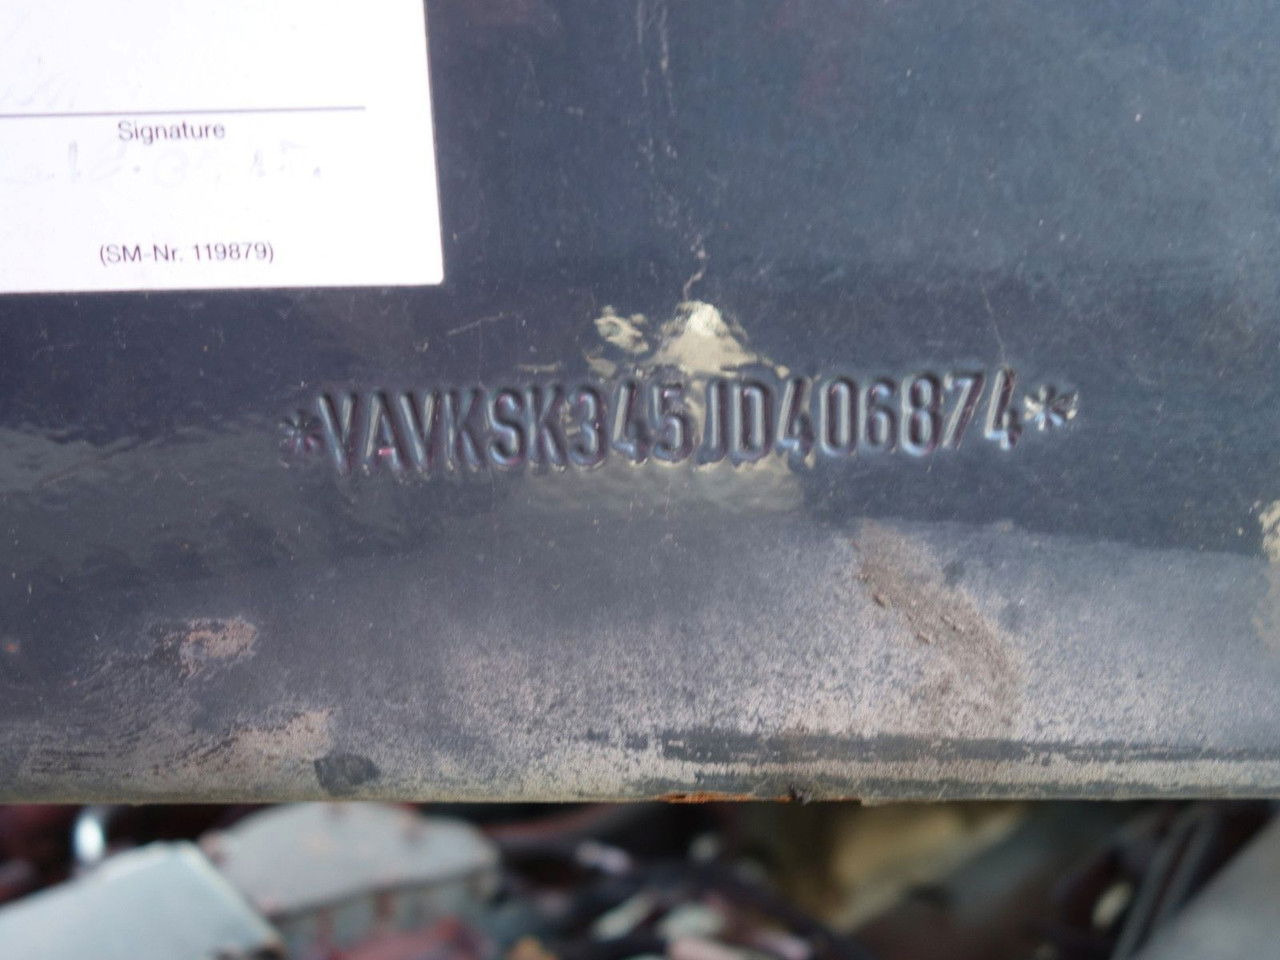 Signature
(SM-Nr. 119879)
*VAVKSK345JD406874*